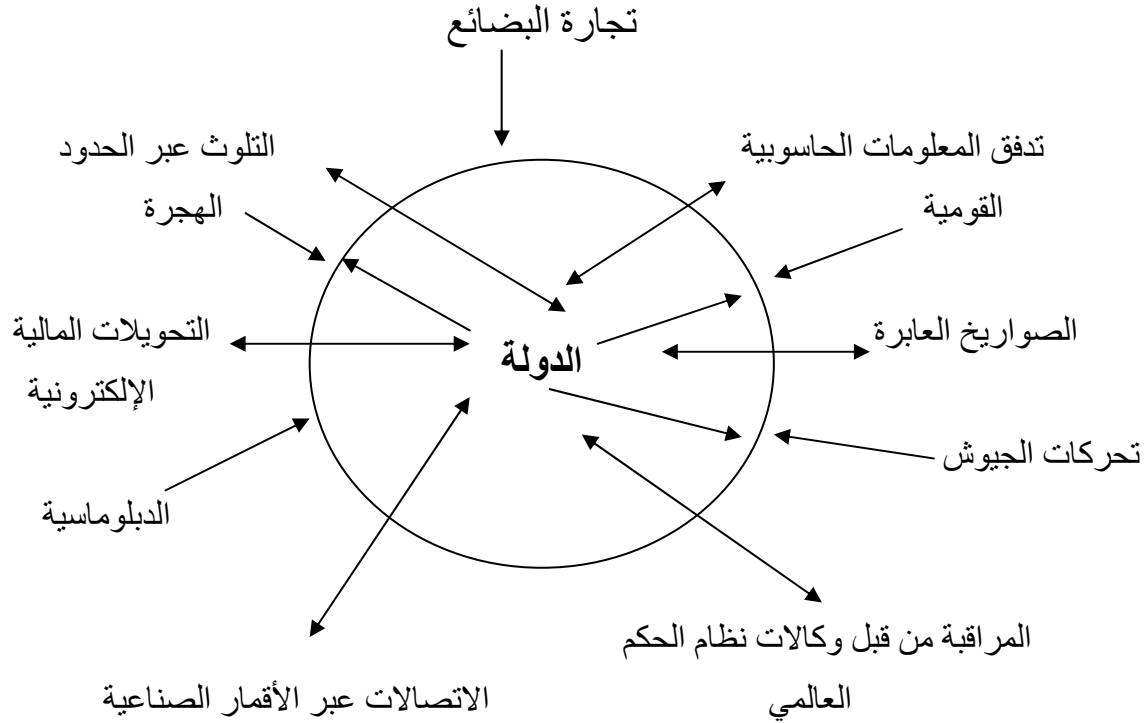 تجارة البضائع
تدفق المعلومات الحاسوبية
التلوث عبر الحدود
القومية
الهجرة
الصواريخ العابرة
التحويلات المالية
الإلكترونية
الدولة
تحركات الجيوش
الدبلوماسية
المراقبة من قبل وكالات نظام الحكم
العالمي
الاتصالات عبر الأقمار الصناعية